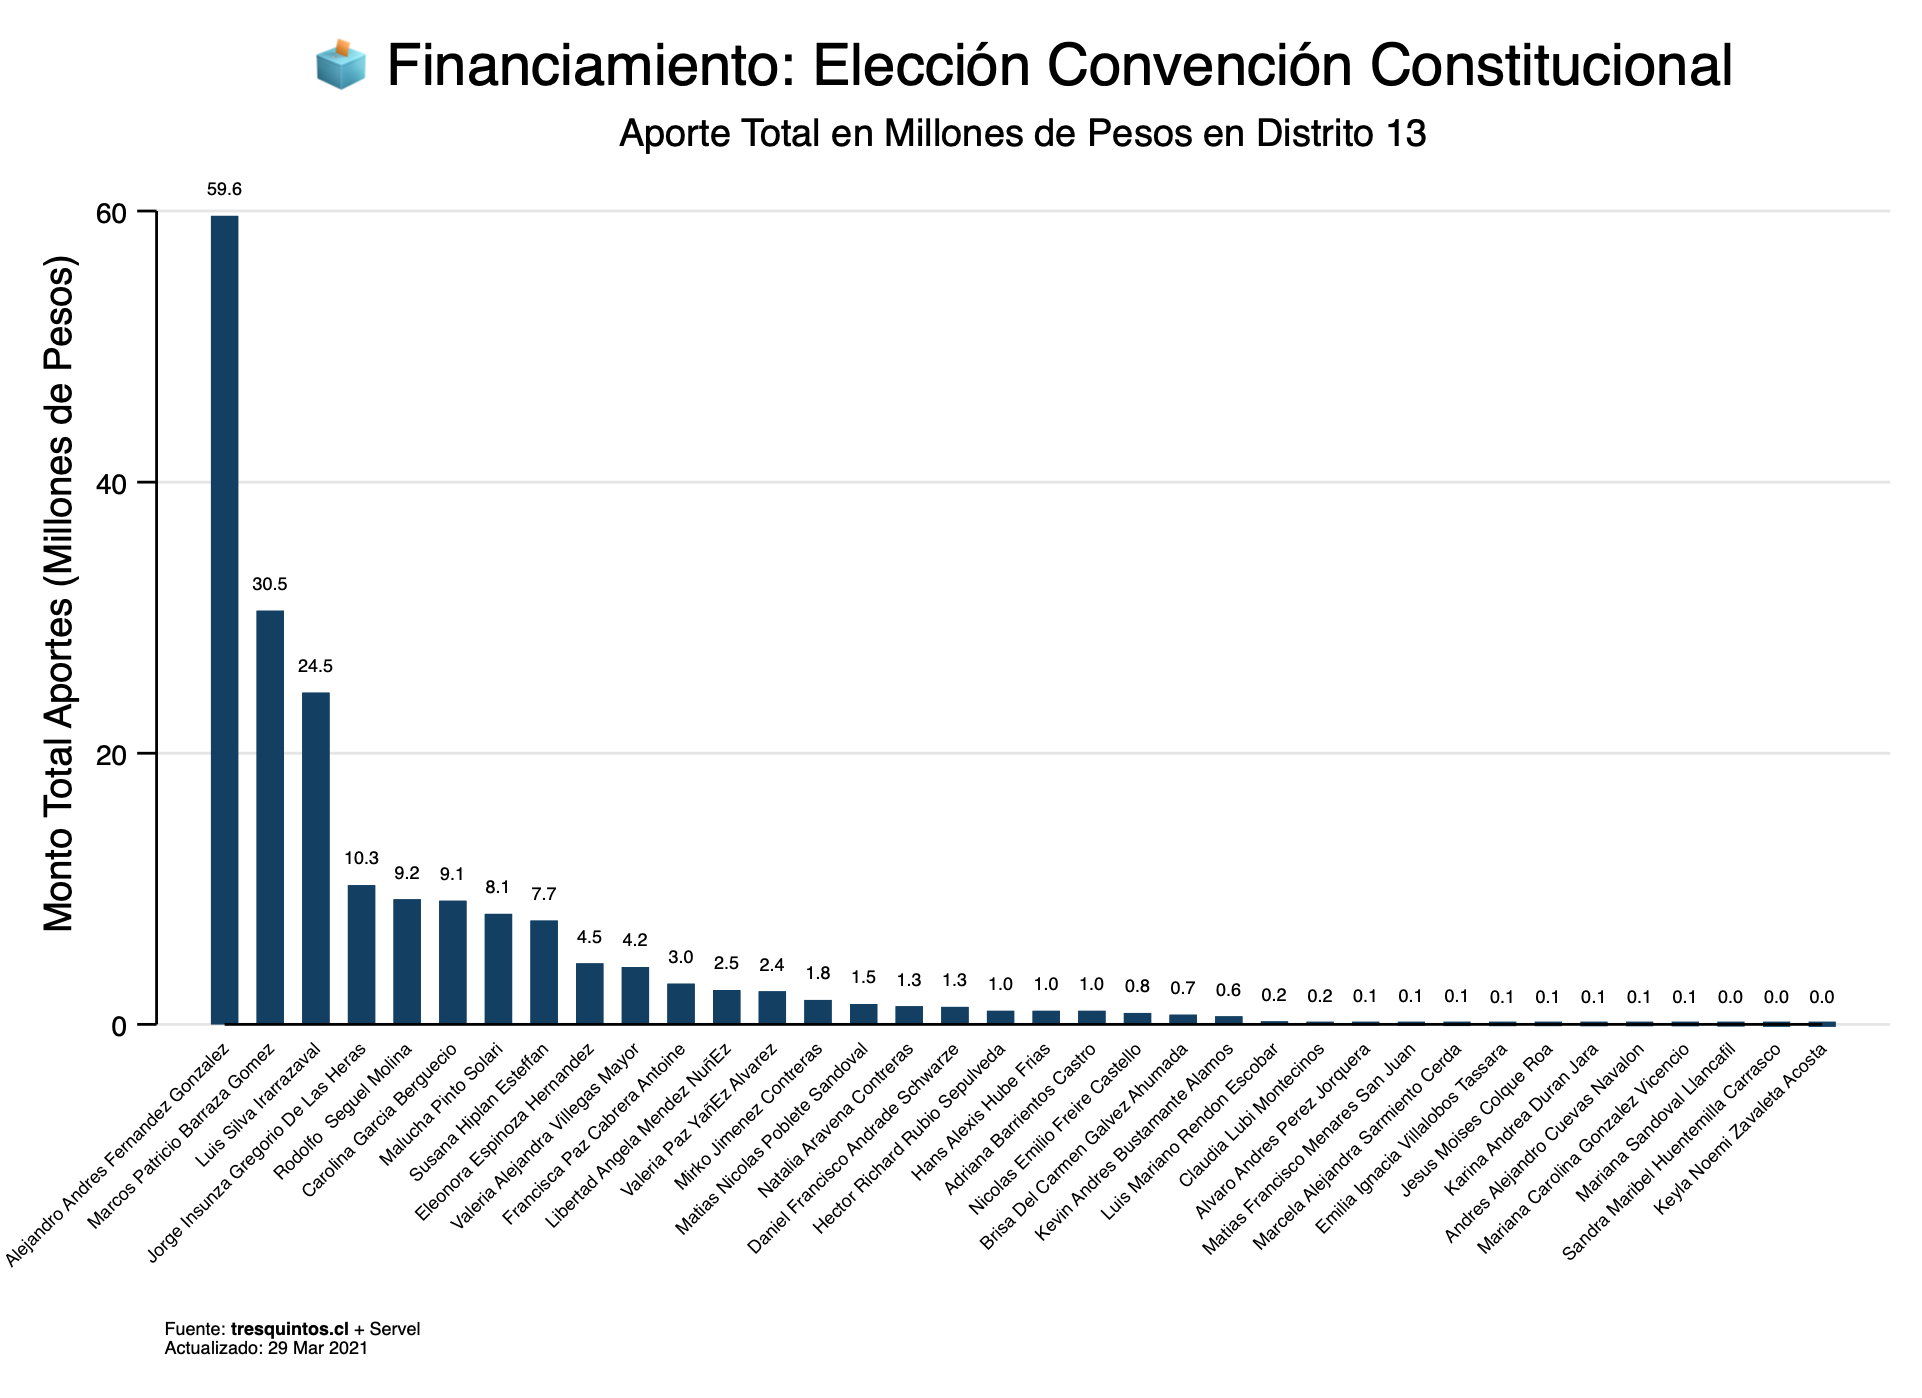 Financiamiento: Elección Convención Constitucional
Aporte Total en Millones de Pesos en Distrito 13
Monto Total Aportes (Millones de Pesos)
60
40
20
0
59.6
30.5
24.5
10.3
9.2
9.1
8.1
7.7
4.5
4.2
3.0
2.5
2.4
1.8
1.5
1.3
1.3
1.0
1.0
1.0
0.8
0.7
0.6
0.2
0.2
0.1
0.1
0.1
0.1
0.1
0.1
0.1
0.1
0.0
0.0
0.0
Alejandro Andres Fernandez Gonzalez
Marcos Patricio Barraza Gomez
Luis Silva Irarrazaval
Jorge Insunza Gregorio De Las Heras
Rodolfo  Seguel Molina
Carolina Garcia Berguecio
Malucha Pinto Solari
Susana Hiplan Esteffan
Eleonora Espinoza Hernandez
Valeria Alejandra Villegas Mayor
Francisca Paz Cabrera Antoine
Libertad Angela Mendez NuñEz
Valeria Paz YañEz Alvarez
Mirko Jimenez Contreras
Matias Nicolas Poblete Sandoval
Natalia Aravena Contreras
Daniel Francisco Andrade Schwarze
Hector Richard Rubio Sepulveda
Hans Alexis Hube Frias
Adriana Barrientos Castro
Nicolas Emilio Freire Castello
Brisa Del Carmen Galvez Ahumada
Kevin Andres Bustamante Alamos
Luis Mariano Rendon Escobar
Claudia Lubi Montecinos
Alvaro Andres Perez Jorquera
Matias Francisco Menares San Juan
Marcela Alejandra Sarmiento Cerda
Emilia Ignacia Villalobos Tassara
Jesus Moises Colque Roa
Karina Andrea Duran Jara
Andres Alejandro Cuevas Navalon
Mariana Carolina Gonzalez Vicencio
Mariana Sandoval Llancafil
Sandra Maribel Huentemilla Carrasco
Keyla Noemi Zavaleta Acosta
Fuente: tresquintos.cl + Servel
Actualizado: 29 Mar 2021